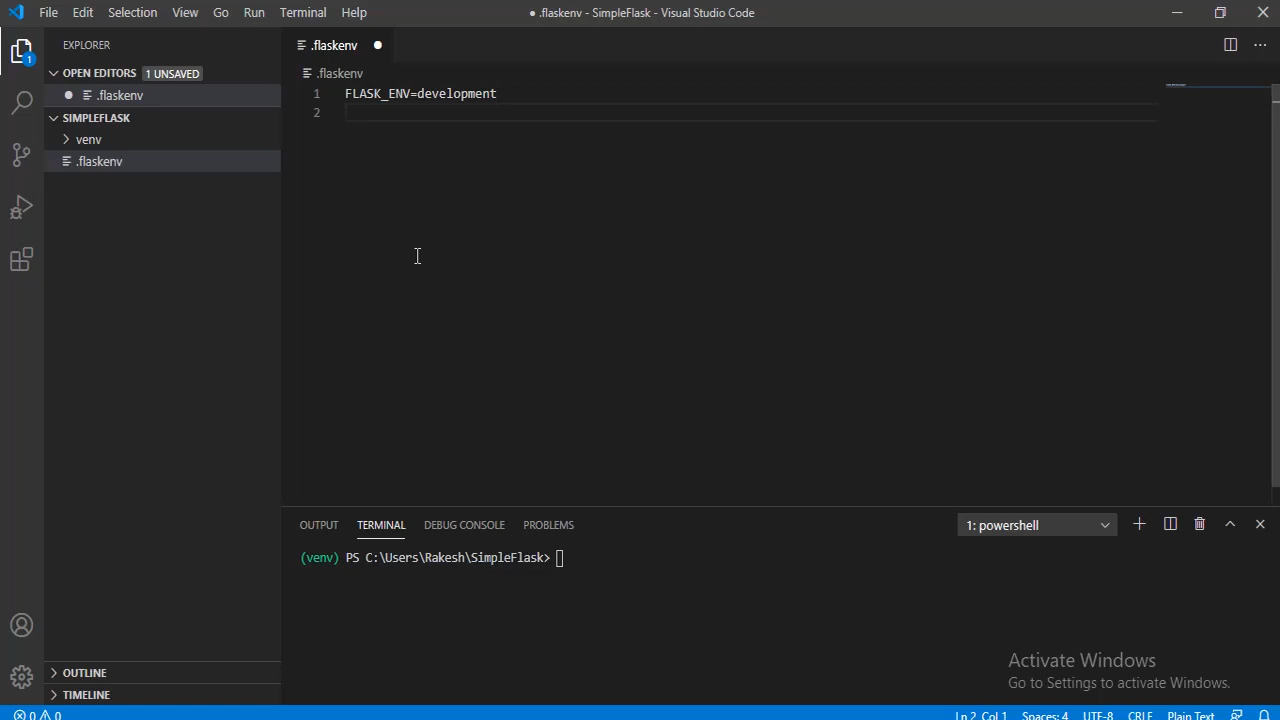 File Edit Selection View Go Run Terminal Help
● .flaskenv - SimpleFlask - Visual Studio Code
EXPLORER
.flaskenv
1
OPEN EDITORS 1 UNSAVED
.flaskenv
.flaskenv
1 FLASK_ENV=development
2
SIMPLEFLASK
venv
.flaskenv
OUTPUT TERMINAL DEBUG CONSOLE PROBLEMS
1: powershell
(venv) PS C:\Users\Rakesh\SimpleFlask>
Activate Windows
Go to Settings to activate Windows.
OUTLINE
TIMELINE
0 0
Ln 2, Col 1 Spaces: 4 UTF-8 CRLF Plain Text